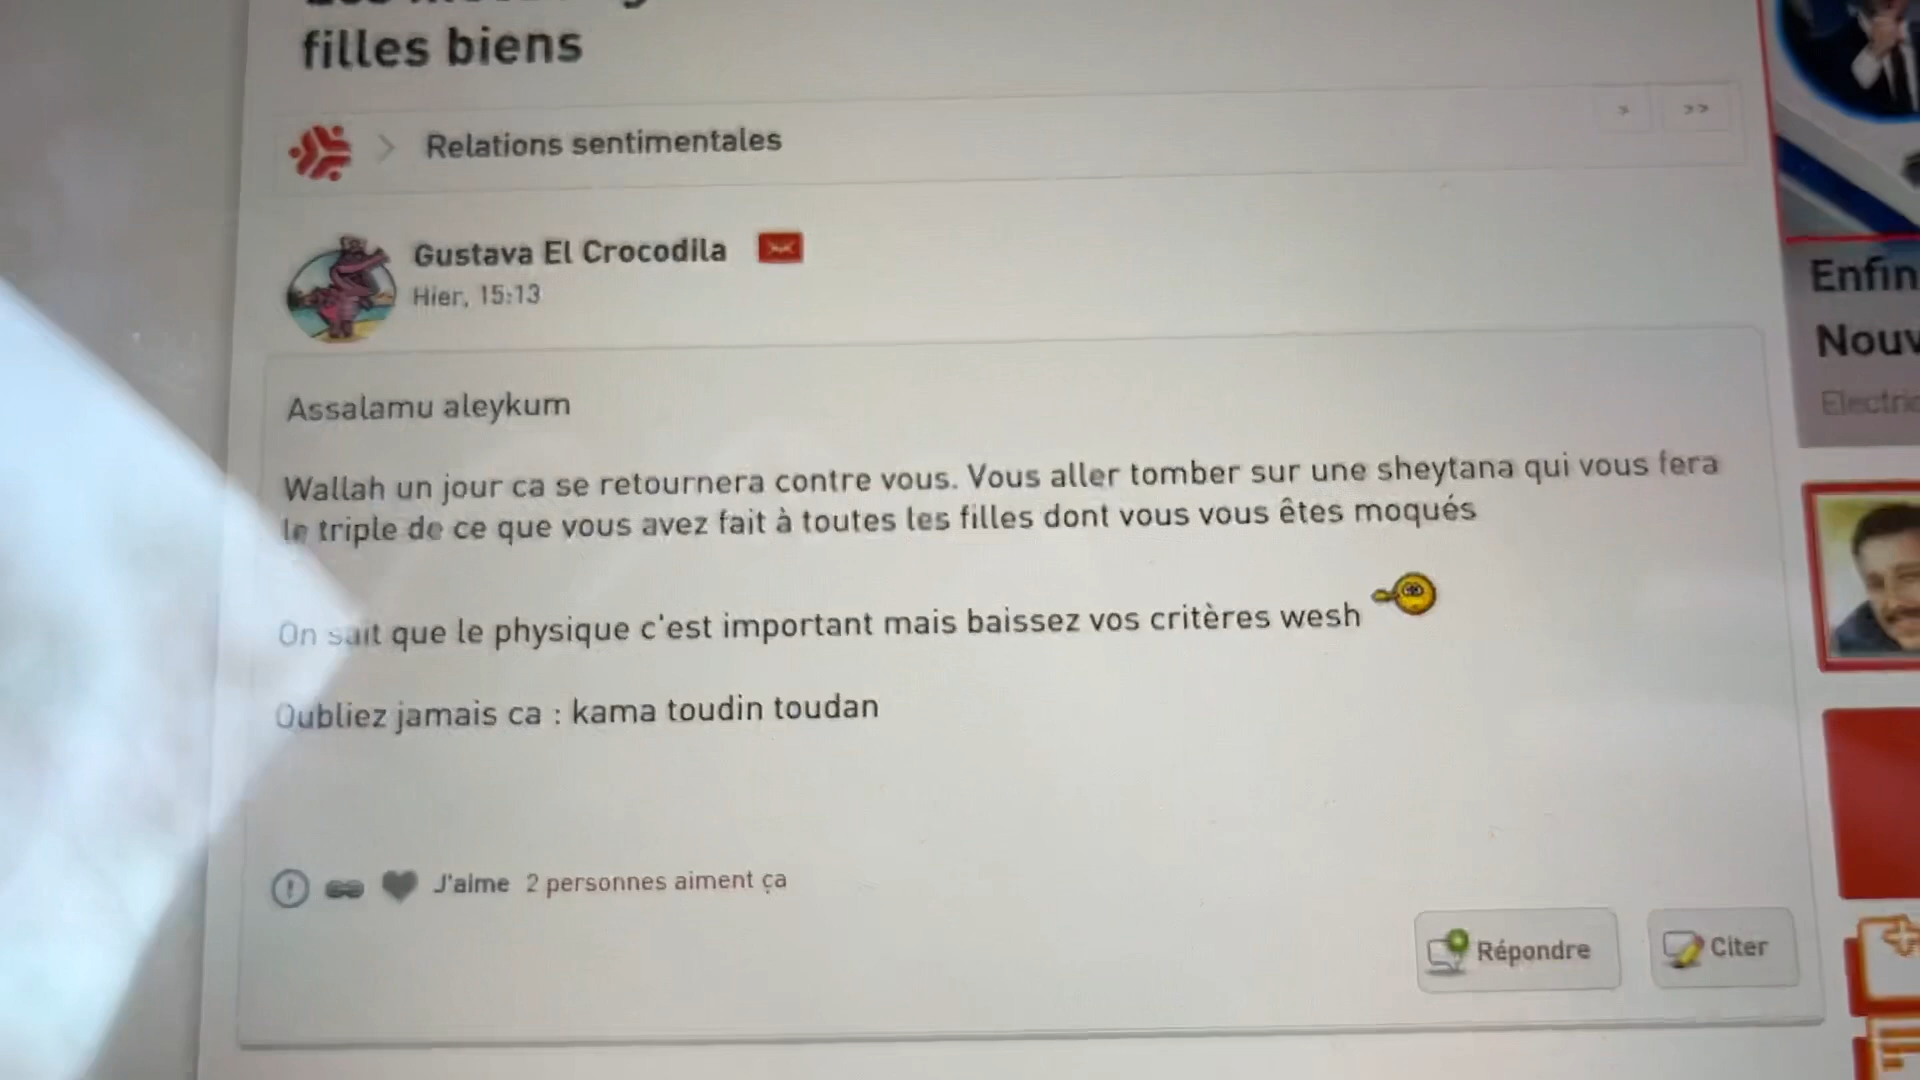 filles biens
Relations sentimentales
> >>
Gustava El Crocodila
Hier, 15:13
Assalamu aleykum
Wallah un jour ca se retournera contre vous. Vous aller tomber sur une sheytana qui vous fera
le triple de ce que vous avez fait à toutes les filles dont vous vous êtes moqués
On sait que le physique c'est important mais baissez vos critères wesh
Oubliez jamais ca : kama toudin toudan
J'aime 2 personnes aiment ça
Répondre Citer
Enfin
Nouv
Electric